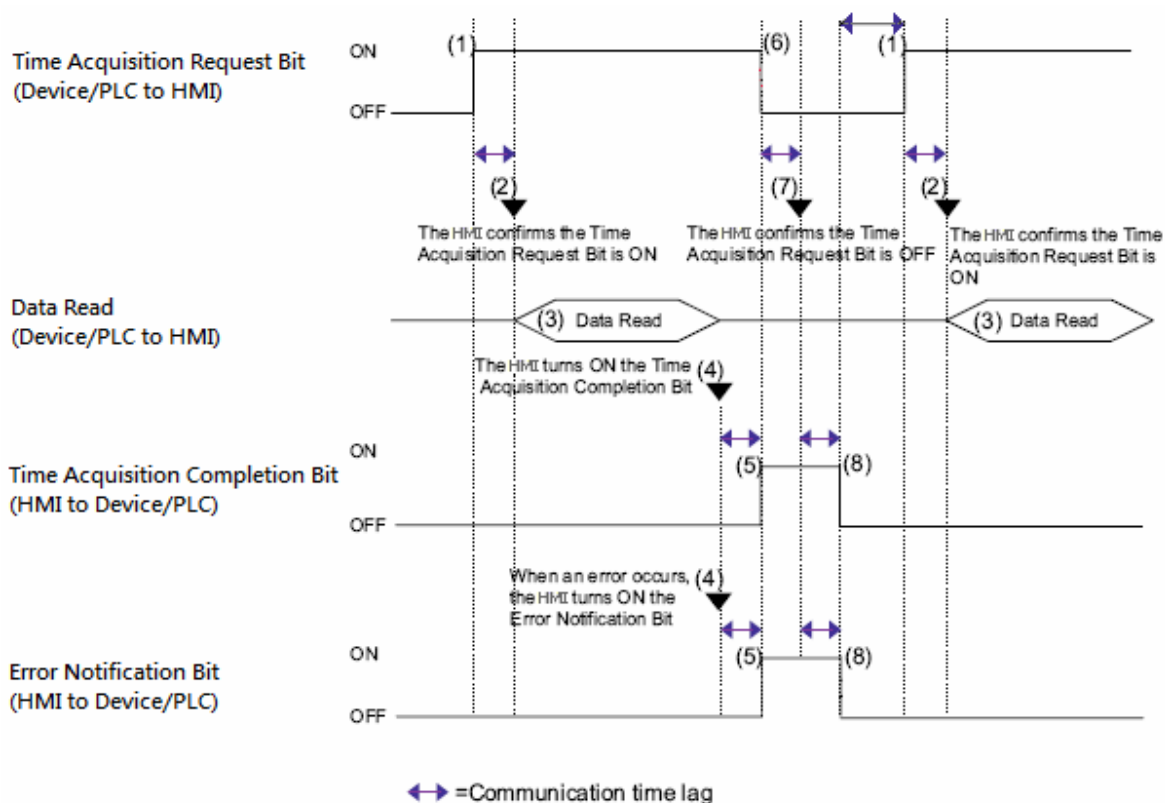 ON
(1)
(6)
(1)
Time Acquisition Request Bit
(Device/PLC to HMI)
OFF
(2)
(7)
(2)
The HMI confirms the Time
Acquisition Request Bit is ON
The HMI confirms the Time
Acquisition Request Bit is OFF
The HMI confirms the Time
Acquisition Request Bit is
ON
Data Read
(Device/PLC to HMI)
(3) Data Read
(3) Data Read
The HMI turns ON the Time
Acquisition Completion Bit
(4)
ON
Time Acquisition Completion Bit
(HMI to Device/PLC)
(5)
(8)
OFF
When an error occurs,
the HMI turns ON the
Error Notification Bit
(4)
ON
Error Notification Bit
(HMI to Device/PLC)
(5)
(8)
OFF
=Communication time lag